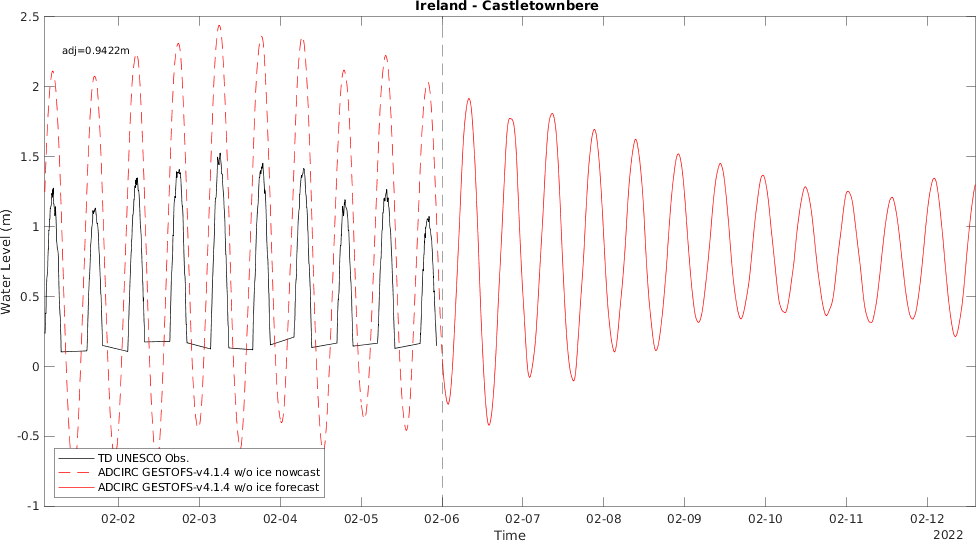 Ireland - Castletownbere
adj=0.9422m
2.5
2
1.5
1
0.5
0
-0.5
-1
Water Level (m)
TD UNESCO Obs.
ADCIRC GESTOFS-v4.1.4 w/o ice nowcast
ADCIRC GESTOFS-v4.1.4 w/o ice forecast
02-02 02-03 02-04 02-05 02-06 02-07 02-08 02-09 02-10 02-11 02-12
Time
2022